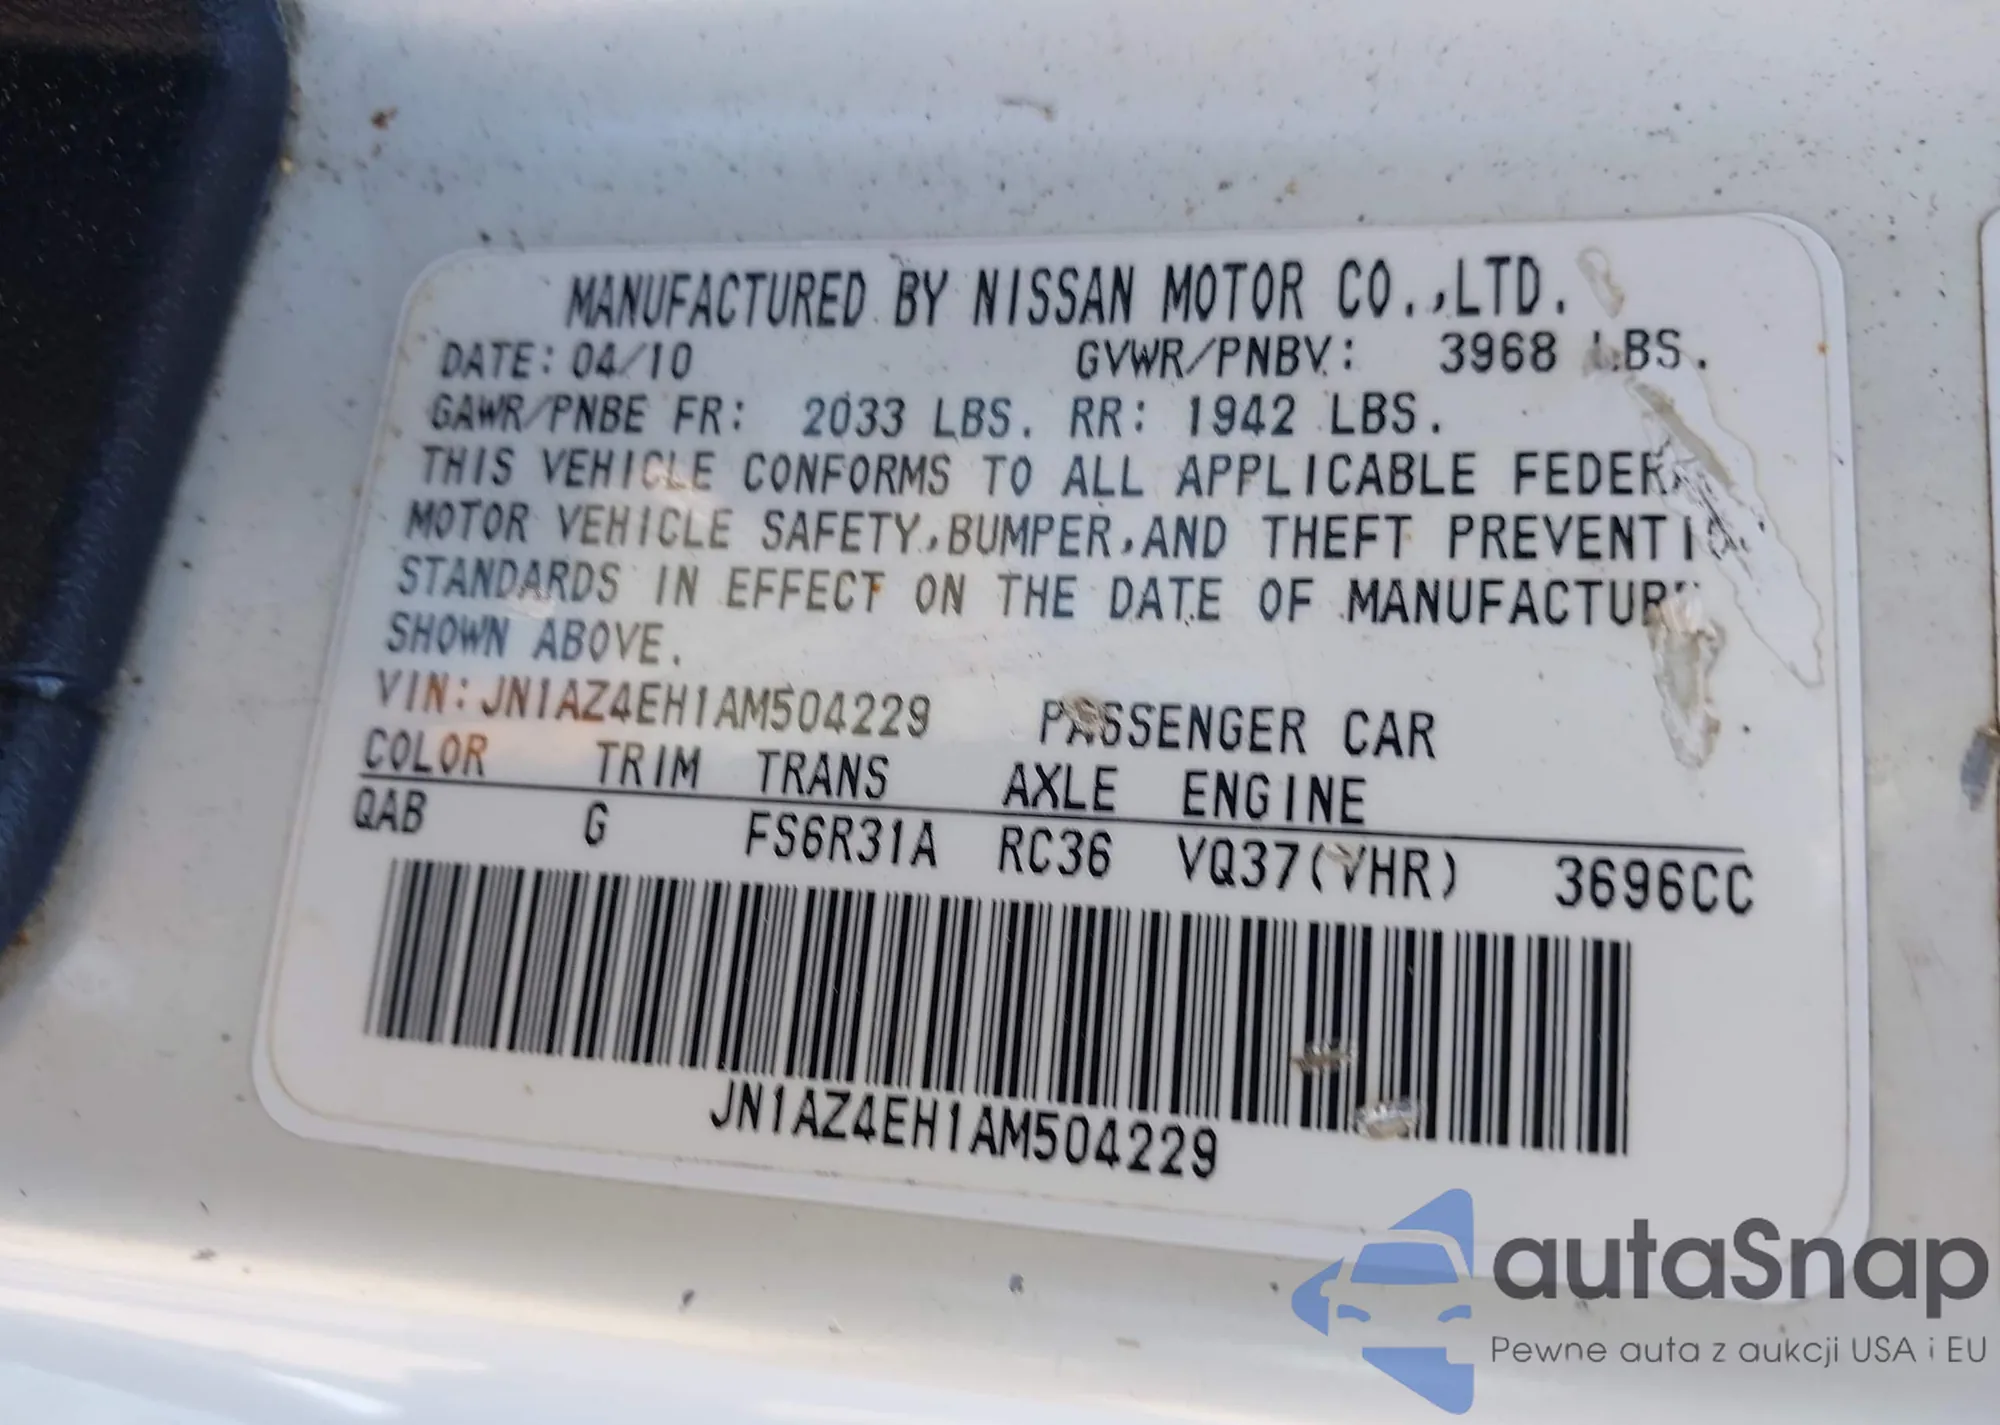 MANUFACTURED BY NISSAN MOTOR CO.,LTD.
DATE: 04/10 GVWR/PNBV: 3968 LBS.
GAWR/PNBE FR: 2033 LBS. RR: 1942 LBS.
THIS VEHICLE CONFORMS TO ALL APPLICABLE
MOTOR VEHICLE SAFETY,BUMPER,AND THEFT
STANDARDS IN EFFECT ON THE DATE OF
SHOWN ABOVE.
VIN:JN1AZ4EH1AM504229 PASSENGER CAR
COLOR TRIM TRANS AXLE ENGINE
QAB G FS6R31A RC36 VQ37(VHR) 3696CC
JN1AZ4EH1AM504229
autaSnap
Pewne auta z aukcji USA i EU